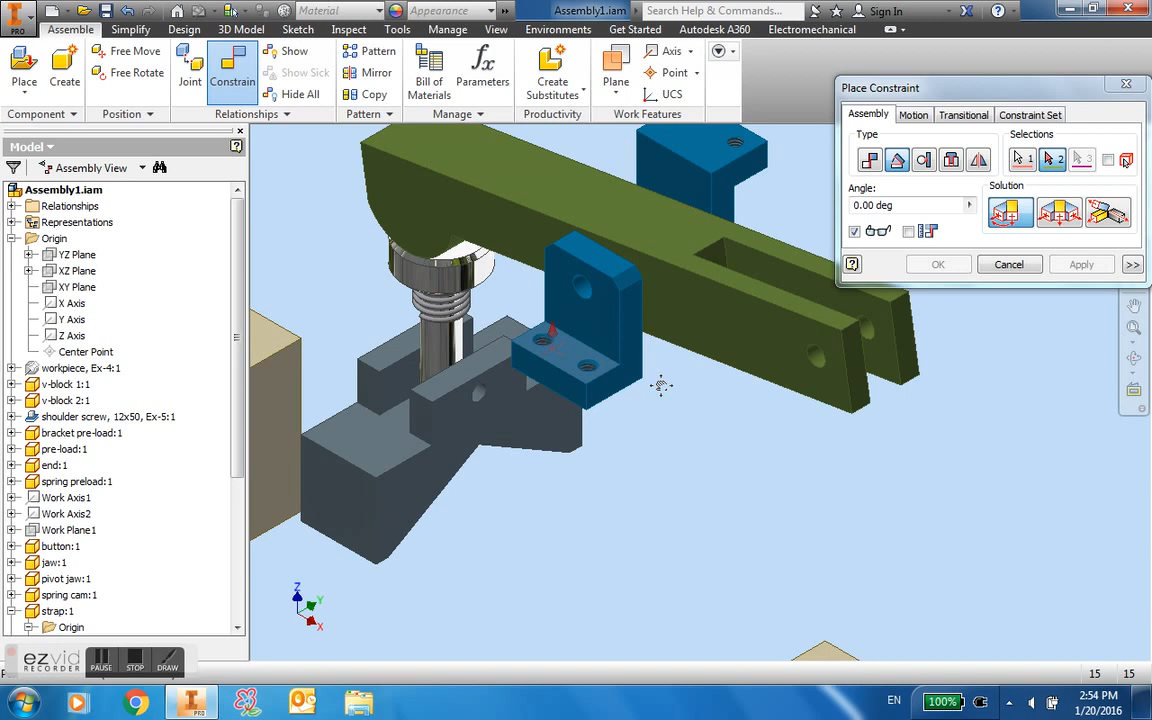 PRO
Material
Appearance
Assembly1.iam
Search Help & Commands...
Sign In
Assemble
Simplify
Design
3D Model
Sketch
Inspect
Tools
Manage
View
Environments
Get Started
Autodesk A360
Electromechanical
Place
Create
Free Move
Free Rotate
Joint
Constrain
Show
Show Sick
Hide All
Pattern
Mirror
Copy
Bill of
Materials
Parameters
Create
Substitutes
Plane
Axis
Point
UCS
Component
Position
Relationships
Pattern
Manage
Productivity
Work Features
Model
Assembly View
Assembly1.iam
Relationships
Representations
Origin
YZ Plane
XZ Plane
XY Plane
X Axis
Y Axis
Z Axis
Center Point
workpiece, Ex-4:1
v-block 1:1
v-block 2:1
shoulder screw, 12x50, Ex-5:1
bracket pre-load:1
pre-load:1
end:1
spring preload:1
Work Axis1
Work Axis2
Work Plane1
button:1
jaw:1
pivot jaw:1
spring cam:1
strap:1
Origin
Place Constraint
Assembly
Motion
Transitional
Constraint Set
Type
Selections
1
2
3
Angle:
0.00 deg
Solution
OK
Cancel
Apply
>>
Z
Y
X
ezvid
RECORDER
PAUSE
STOP
DRAW
15
15
PRO
EN
100%
2:54 PM
1/20/2016